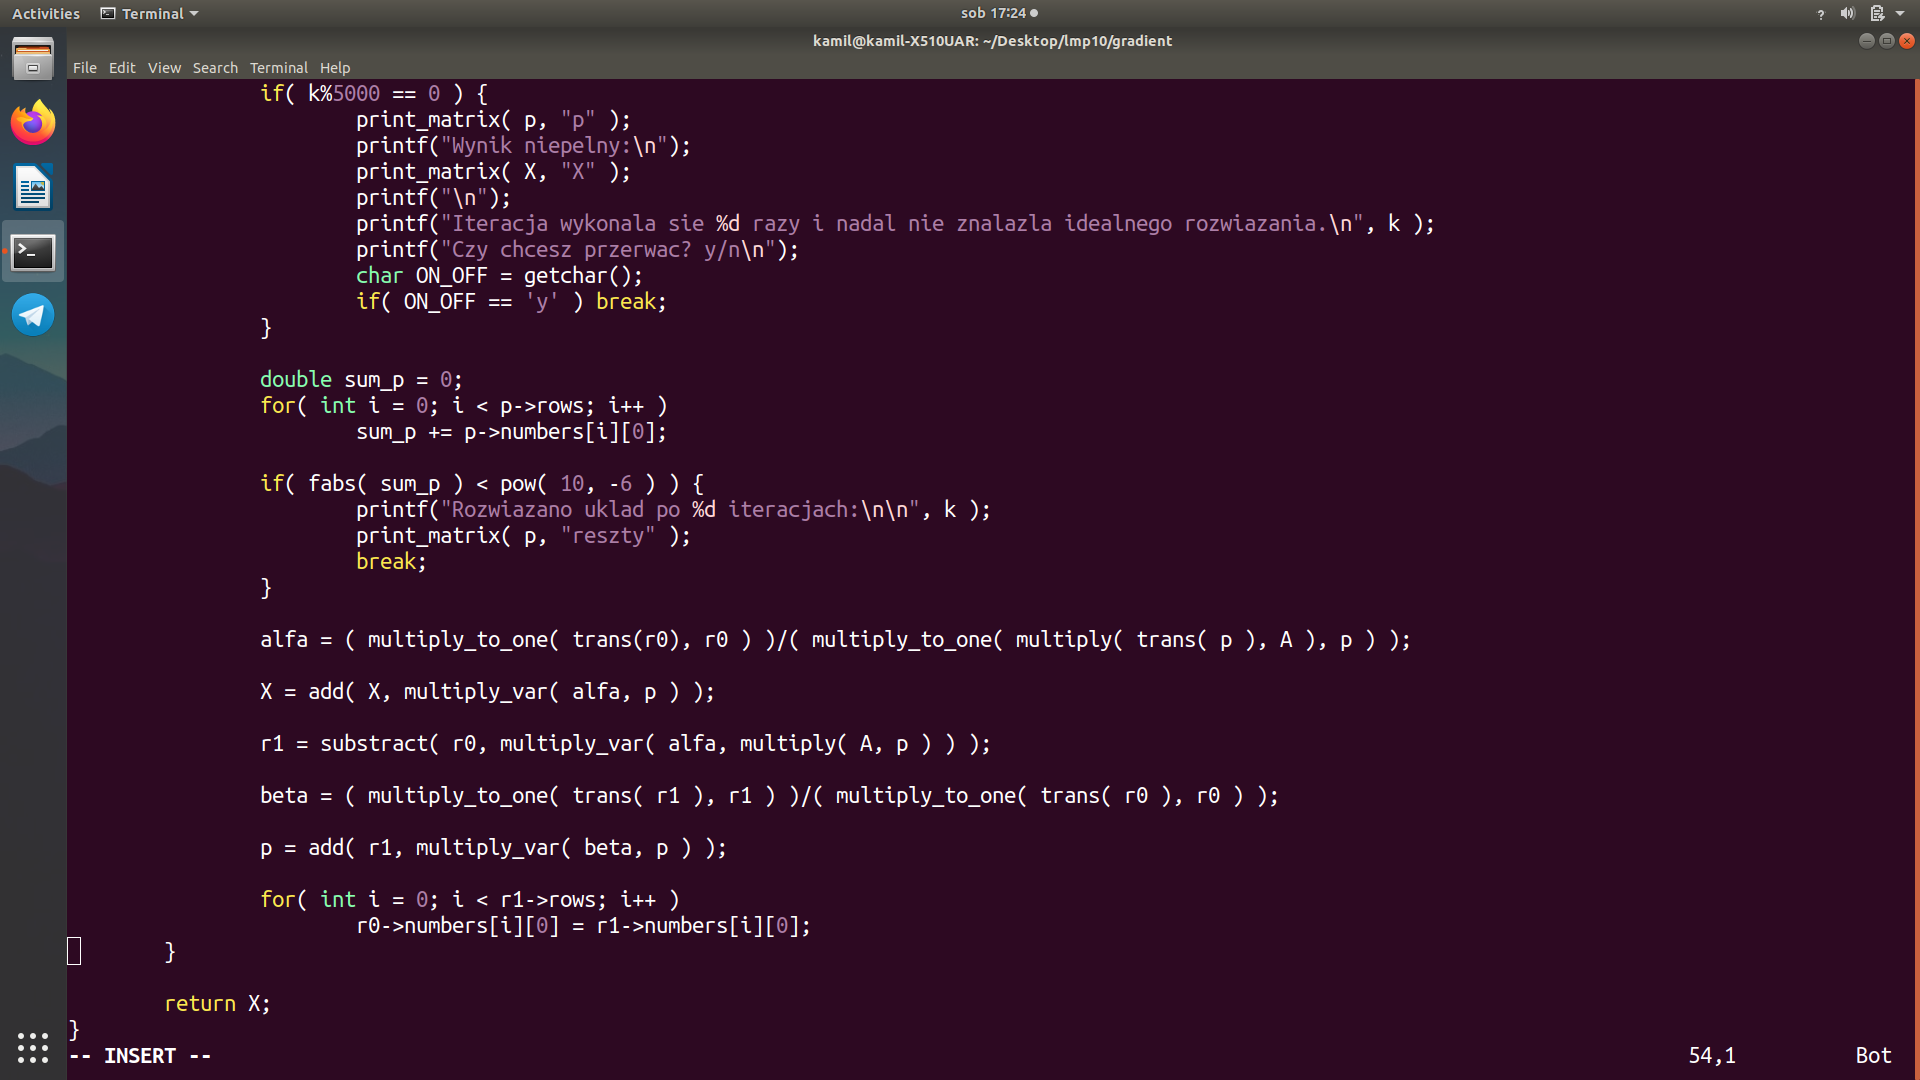 Activities Terminal sob 17:24
kamil@kamil-X510UAR: ~/Desktop/lmp10/gradient
File Edit View Search Terminal Help
if( k%5000 == 0 ) {
print_matrix( p, "p" );
printf("Wynik niepelny:\n");
print_matrix( X, "X" );
printf("\n");
printf("Iteracja wykonala sie %d razy i nadal nie znalazla idealnego rozwiazania.\n", k );
printf("Czy chcesz przerwac? y/n\n");
char ON_OFF = getchar();
if( ON_OFF == 'y' ) break;
}
double sum_p = 0;
for( int i = 0; i < p->rows; i++ )
sum_p += p->numbers[i][0];
if( fabs( sum_p ) < pow( 10, -6 ) ) {
printf("Rozwiazano uklad po %d iteracjach:\n\n", k );
print_matrix( p, "reszty" );
break;
}
alfa = ( multiply_to_one( trans(r0), r0 ) )/( multiply_to_one( multiply( trans( p ), A ), p ) );
X = add( X, multiply_var( alfa, p ) );
r1 = substract( r0, multiply_var( alfa, multiply( A, p ) ) );
beta = ( multiply_to_one( trans( r1 ), r1 ) )/( multiply_to_one( trans( r0 ), r0 ) );
p = add( r1, multiply_var( beta, p ) );
for( int i = 0; i < r1->rows; i++ )
r0->numbers[i][0] = r1->numbers[i][0];
}
return X;
}
-- INSERT -- 54,1 Bot